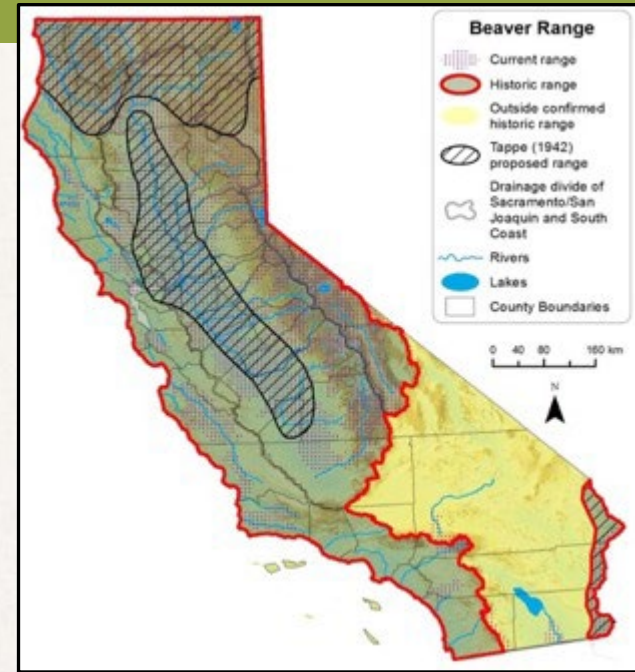 Beaver Range
Current range
Historic range
Outside confirmed
historic range
Tappe (1942)
proposed range
Drainage divide of
Sacramento/San
Joaquin and South
Coast
Rivers
Lakes
County Boundaries
0 40 80 160 km
N